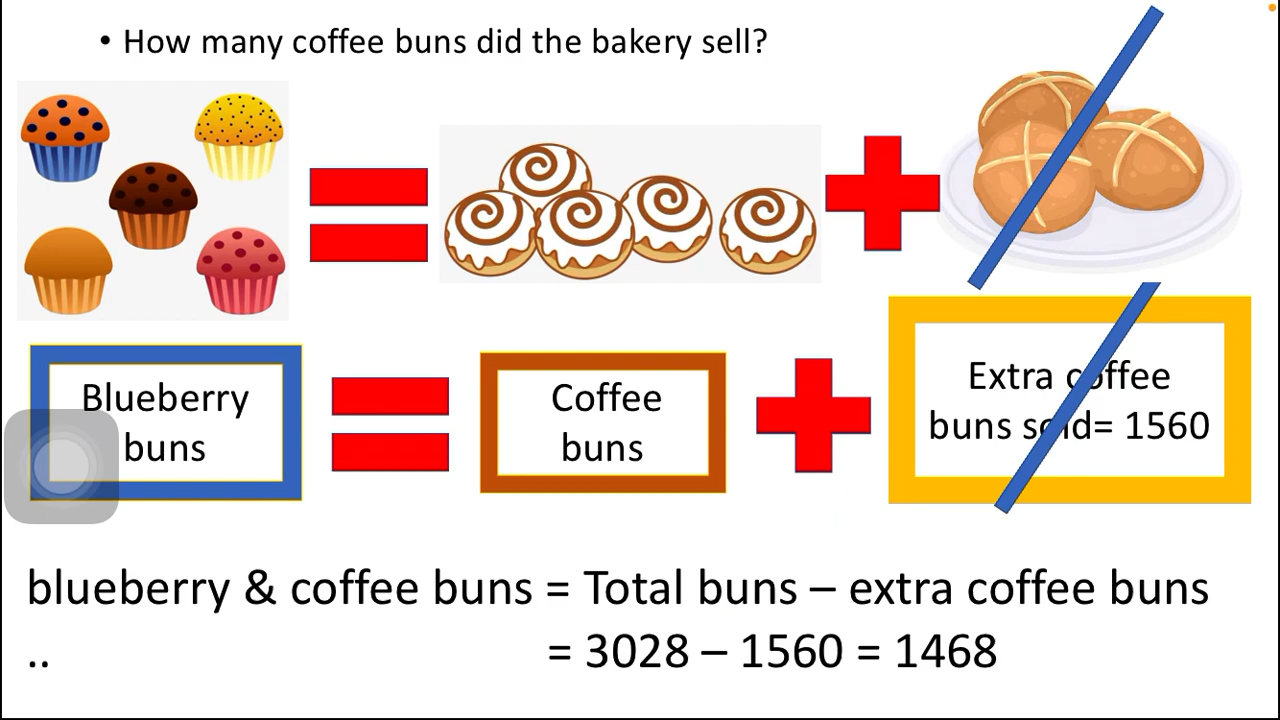 • How many coffee buns did the bakery sell?
Blueberry
buns
Coffee
buns
Extra coffee
buns sold= 1560
blueberry & coffee buns = Total buns – extra coffee buns
.. = 3028 – 1560 = 1468